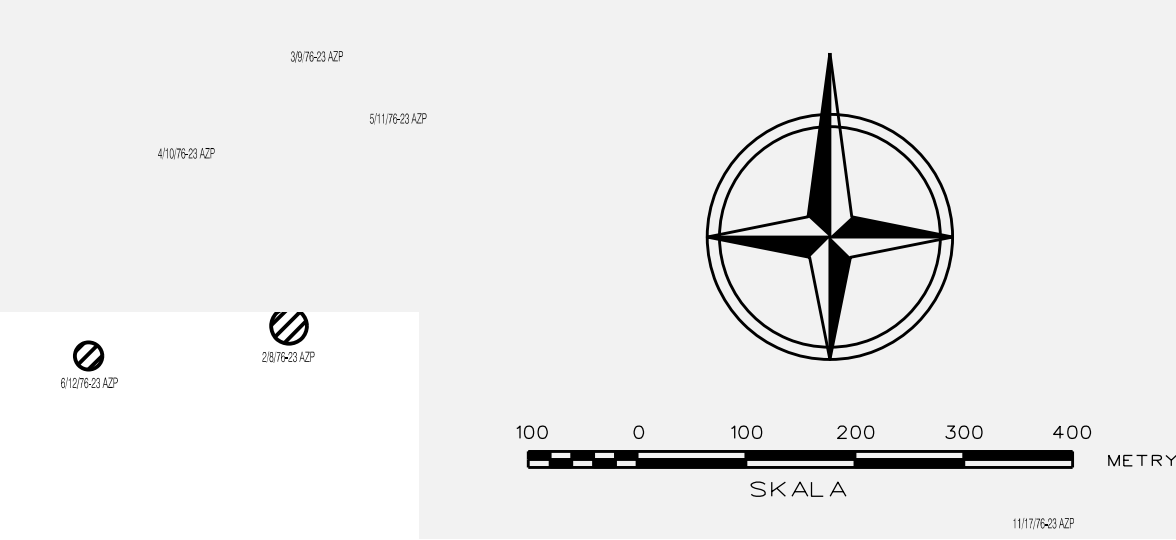 3/9/76-23 AZP
5/11/76-23 AZP
4/10/76-23 AZP
2/8/76-23 AZP
6/12/76-23 AZP
100 0 100 200 300 400
METRY
SKALA
11/17/76-23 AZP